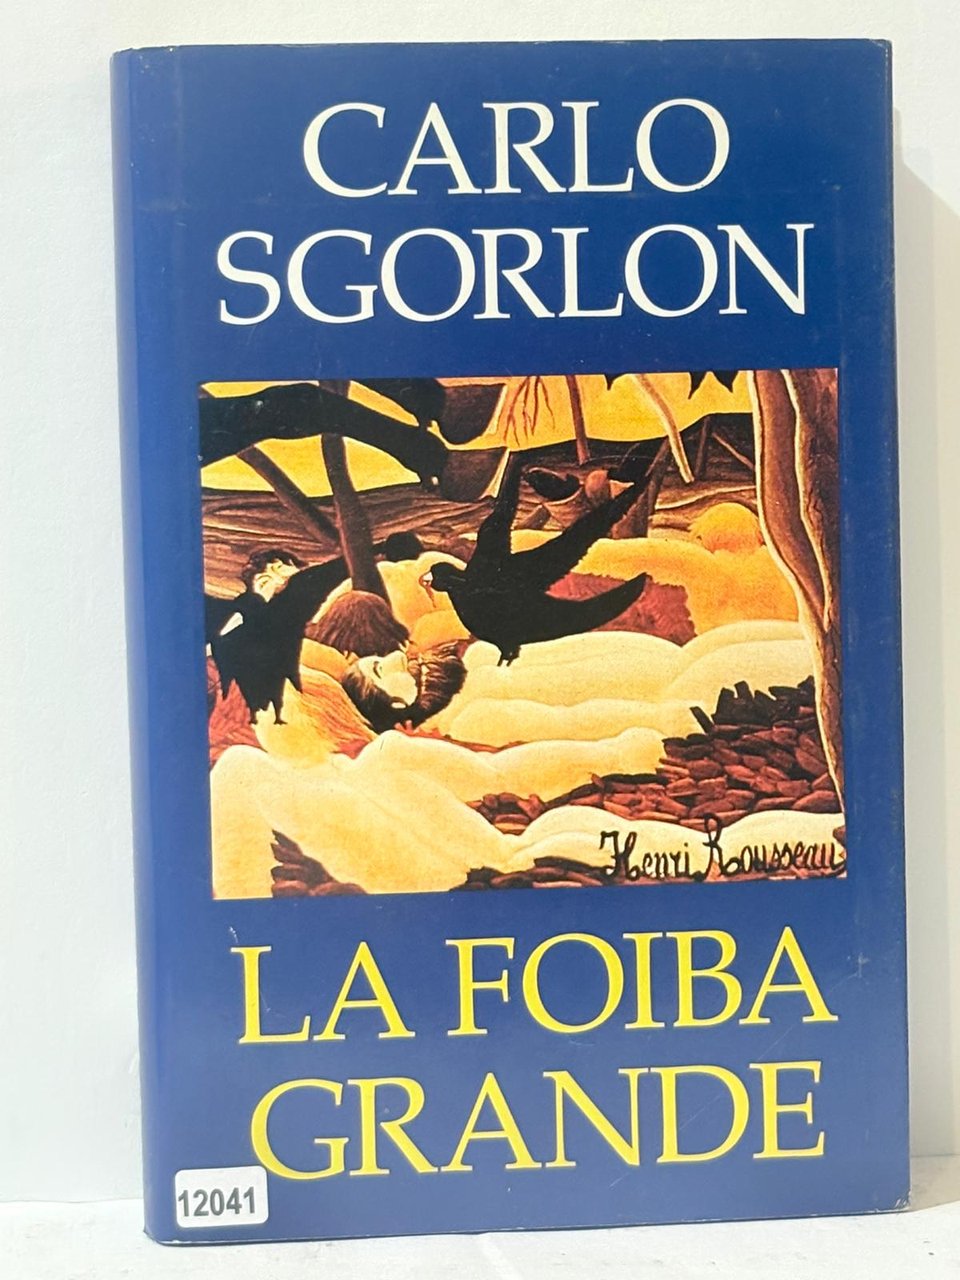 CARLO
SGORLON
Henri Rousseau
LA FOIBA
GRANDE
12041